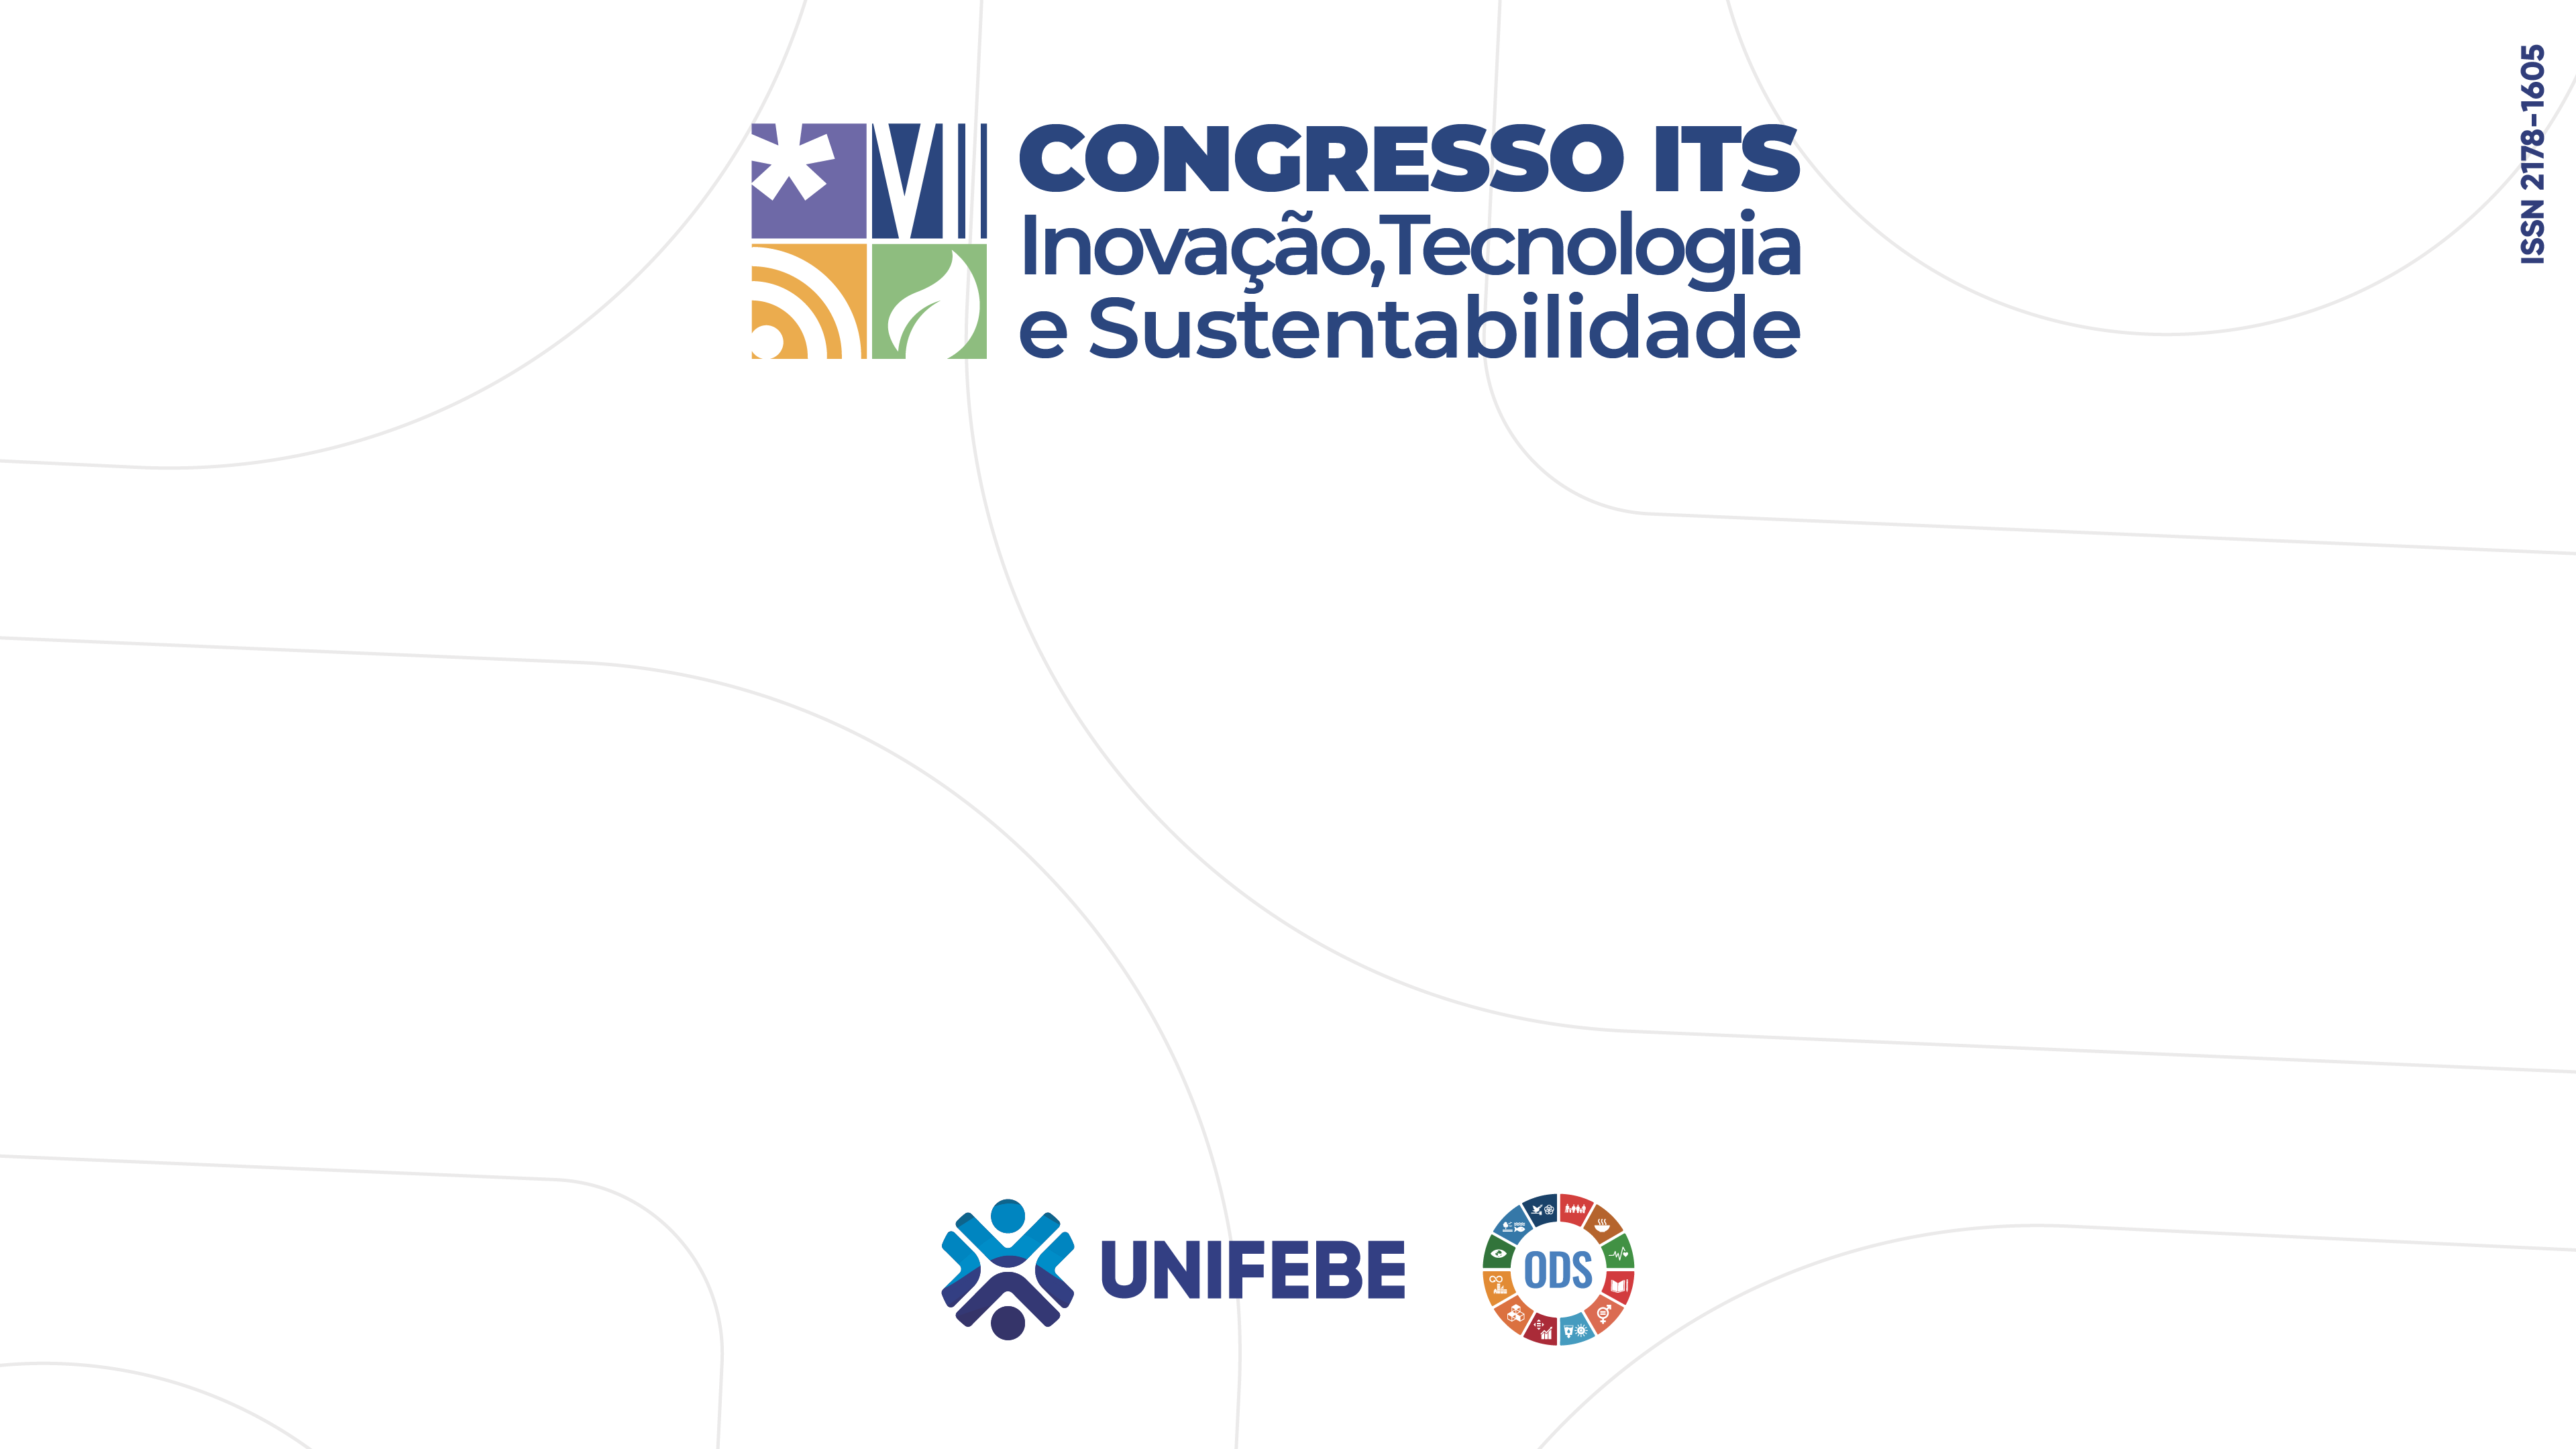 VII
CONGRESSO ITS
Inovação, Tecnologia
e Sustentabilidade
ISSN 2178-1605
UNIFEBE
ODS